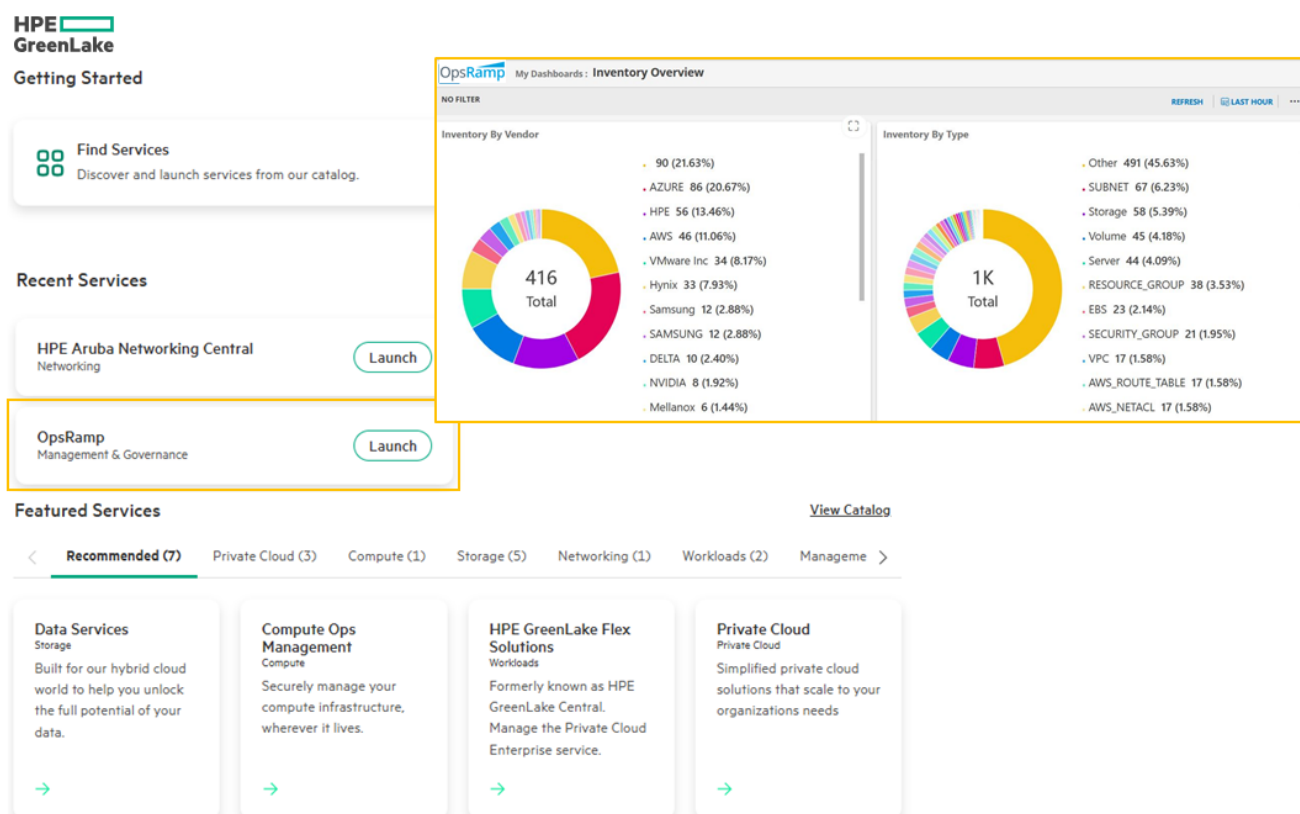 HPE
GreenLake
Getting Started
Find Services
Discover and launch services from our catalog.
Recent Services
HPE Aruba Networking Central
Networking
Launch
OpsRamp
Management & Governance
Launch
OpsRamp My Dashboards : Inventory Overview
NO FILTER
REFRESH
LAST HOUR
Inventory By Vendor
416
Total
90 (21.63%)
AZURE 86 (20.67%)
HPE 56 (13.46%)
AWS 46 (11.06%)
VMware Inc 34 (8.17%)
Hynix 33 (7.93%)
Samsung 12 (2.88%)
SAMSUNG 12 (2.88%)
DELTA 10 (2.40%)
NVIDIA 8 (1.92%)
Mellanox 6 (1.44%)
Inventory By Type
1K
Total
Other 491 (45.63%)
SUBNET 67 (6.23%)
Storage 58 (5.39%)
Volume 45 (4.18%)
Server 44 (4.09%)
RESOURCE_GROUP 38 (3.53%)
EBS 23 (2.14%)
SECURITY_GROUP 21 (1.95%)
VPC 17 (1.58%)
AWS_ROUTE_TABLE 17 (1.58%)
AWS_NETACL 17 (1.58%)
Featured Services
View Catalog
Recommended (7)
Private Cloud (3)
Compute (1)
Storage (5)
Networking (1)
Workloads (2)
Manageme
Data Services
Storage
Built for our hybrid cloud
world to help you unlock
the full potential of your
data.
Compute Ops
Management
Compute
Securely manage your
compute infrastructure,
wherever it lives.
HPE GreenLake Flex
Solutions
Workloads
Formerly known as HPE
GreenLake Central.
Manage the Private Cloud
Enterprise service.
Private Cloud
Private Cloud
Simplified private cloud
solutions that scale to your
organizations needs